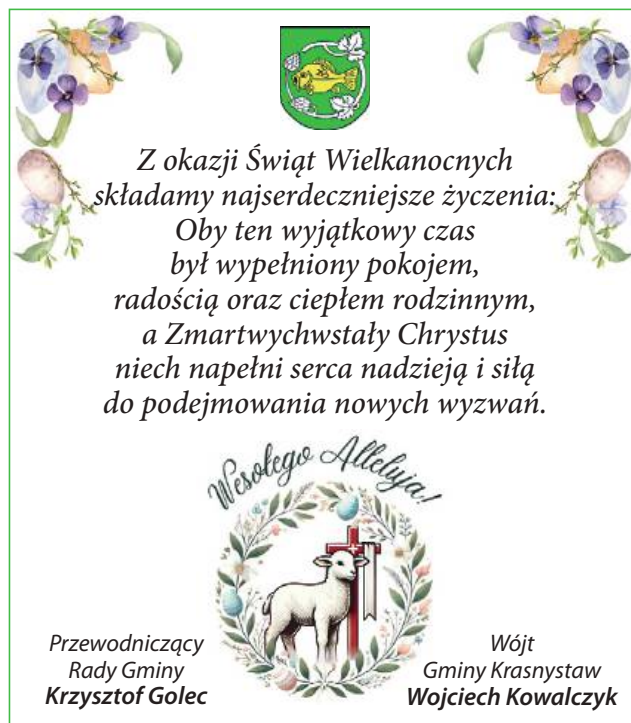 Z okazji Świąt Wielkanocnych
składamy najserdeczniejsze życzenia:
Oby ten wyjątkowy czas
był wypełniony pokojem,
radością oraz ciepłem rodzinnym,
a Zmartwychwstały Chrystus
niech napełni serca nadzieją i siłą
do podejmowania nowych wyzwań.
Wesołego Alleluja!
Przewodniczący
Rady Gminy
Krzysztof Golec
Wójt
Gminy Krasnystaw
Wojciech Kowalczyk